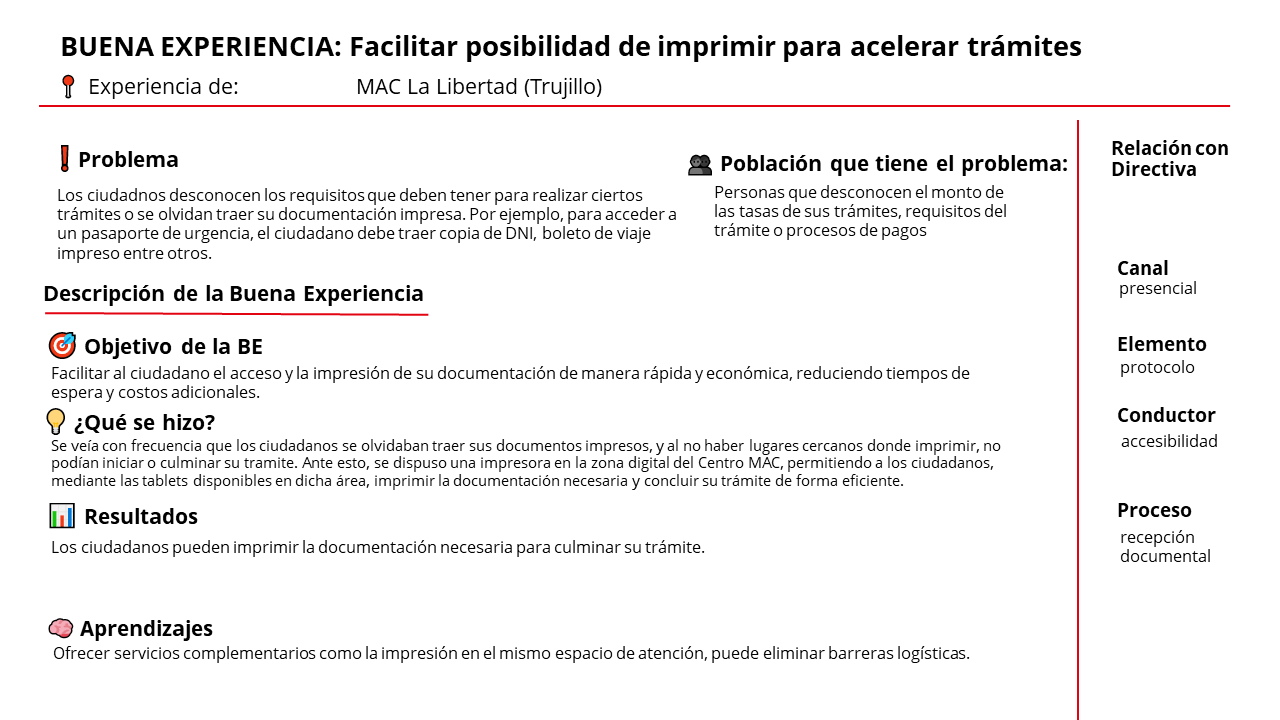 BUENA EXPERIENCIA: Facilitar posibilidad de imprimir para acelerar trámites
Experiencia de: MAC La Libertad (Trujillo)
Problema
Los ciudadnos desconocen los requisitos que deben tener para realizar ciertos
trámites o se olvidan traer su documentación impresa. Por ejemplo, para acceder a
un pasaporte de urgencia, el ciudadano debe traer copia de DNI, boleto de viaje
impreso entre otros.
Población que tiene el problema:
Personas que desconocen el monto de
las tasas de sus trámites, requisitos del
trámite o procesos de pagos
Descripción de la Buena Experiencia
Objetivo de la BE
Facilitar al ciudadano el acceso y la impresión de su documentación de manera rápida y económica, reduciendo tiempos de
espera y costos adicionales.
¿Qué se hizo?
Se veía con frecuencia que los ciudadanos se olvidaban traer sus documentos impresos, y al no haber lugares cercanos donde imprimir, no
podían iniciar o culminar su tramite. Ante esto, se dispuso una impresora en la zona digital del Centro MAC, permitiendo a los ciudadanos,
mediante las tablets disponibles en dicha área, imprimir la documentación necesaria y concluir su trámite de forma eficiente.
Resultados
Los ciudadanos pueden imprimir la documentación necesaria para culminar su trámite.
Aprendizajes
Ofrecer servicios complementarios como la impresión en el mismo espacio de atención, puede eliminar barreras logísticas.
Relación con
Directiva
Canal
presencial
Elemento
protocolo
Conductor
accesibilidad
Proceso
recepción
documental